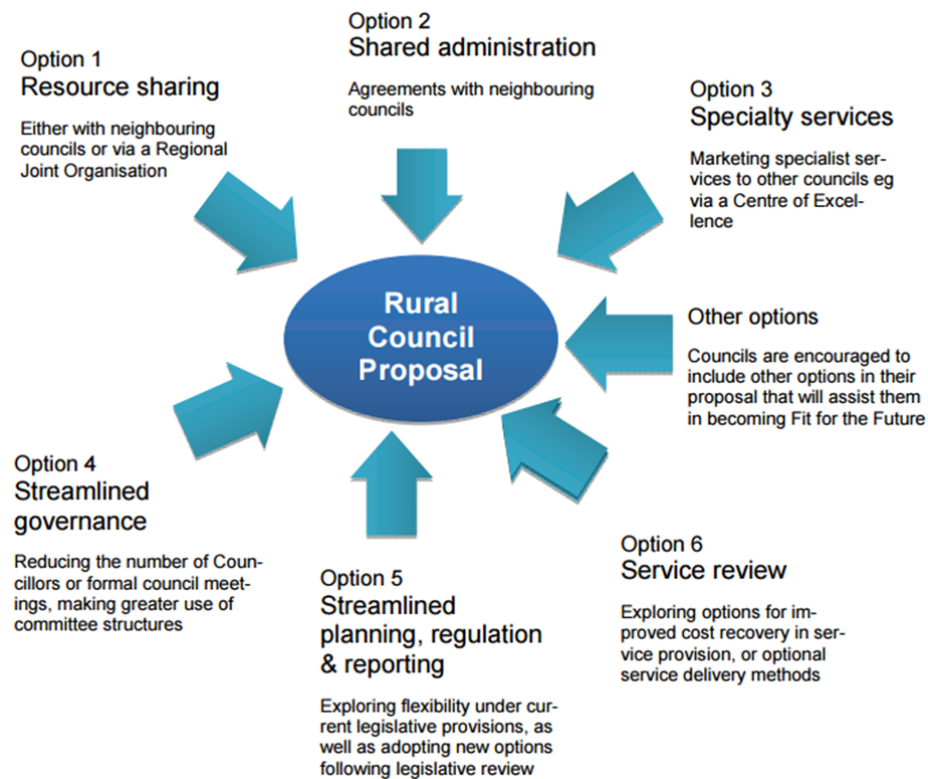 Option 1
Resource sharing
Either with neighbouring
councils or via a Regional
Joint Organisation
Option 2
Shared administration
Agreements with neighbouring
councils
Option 3
Specialty services
Marketing specialist ser-
vices to other councils eg
via a Centre of Excel-
lence
Rural
Council
Proposal
Other options
Councils are encouraged to
include other options in their
proposal that will assist them
in becoming Fit for the Future
Option 4
Streamlined
governance
Reducing the number of Coun-
cillors or formal council meet-
ings, making greater use of
committee structures
Option 5
Streamlined
planning, regulation
& reporting
Exploring flexibility under cur-
rent legislative provisions, as
well as adopting new options
following legislative review
Option 6
Service review
Exploring options for im-
proved cost recovery in ser-
vice provision, or optional
service delivery methods